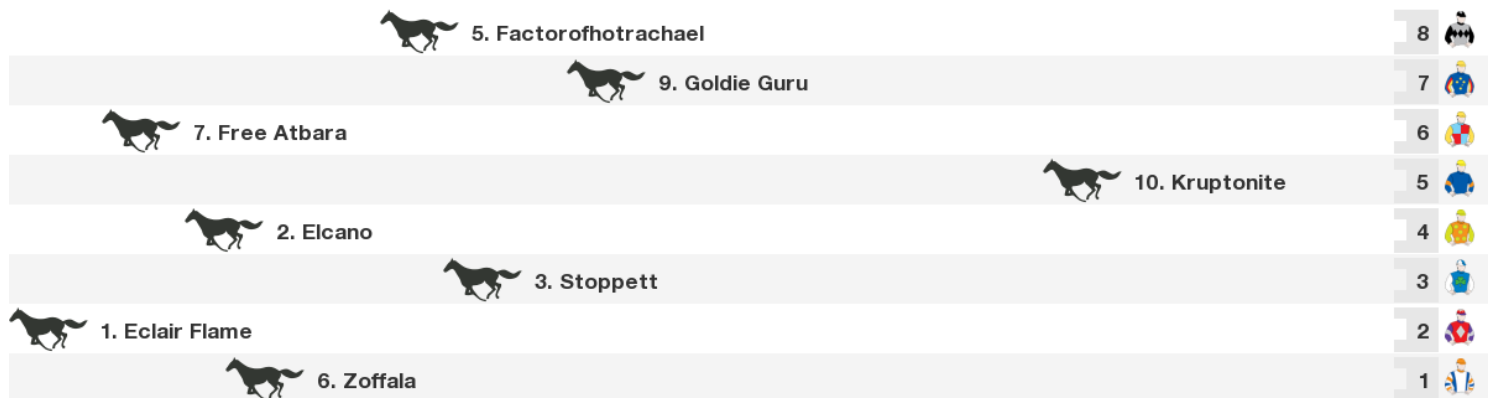 5. Factorofhotrachael 8
9. Goldie Guru 7
7. Free Atbara 6
10. Kruptonite 5
2. Elcano 4
3. Stoppett 3
1. Eclair Flame 2
6. Zoffala 1